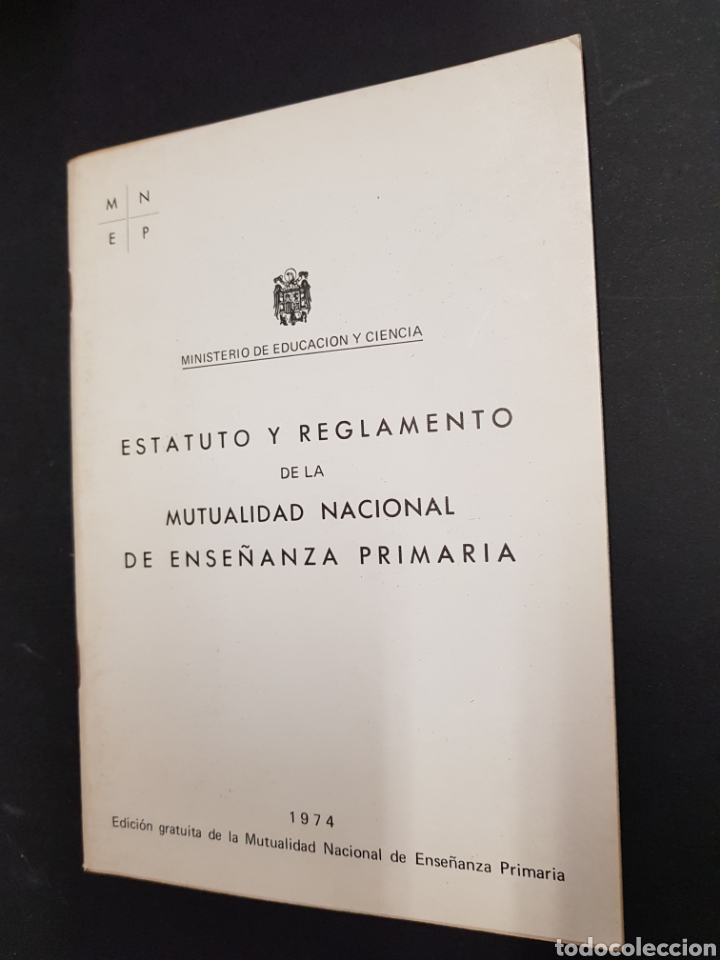 M N
E P
MINISTERIO DE EDUCACION Y CIENCIA
ESTATUTO Y REGLAMENTO
DE LA
MUTUALIDAD NACIONAL
DE ENSEÑANZA PRIMARIA
1974
Edición gratuita de la Mutualidad Nacional de Enseñanza Primaria
todocoleccion